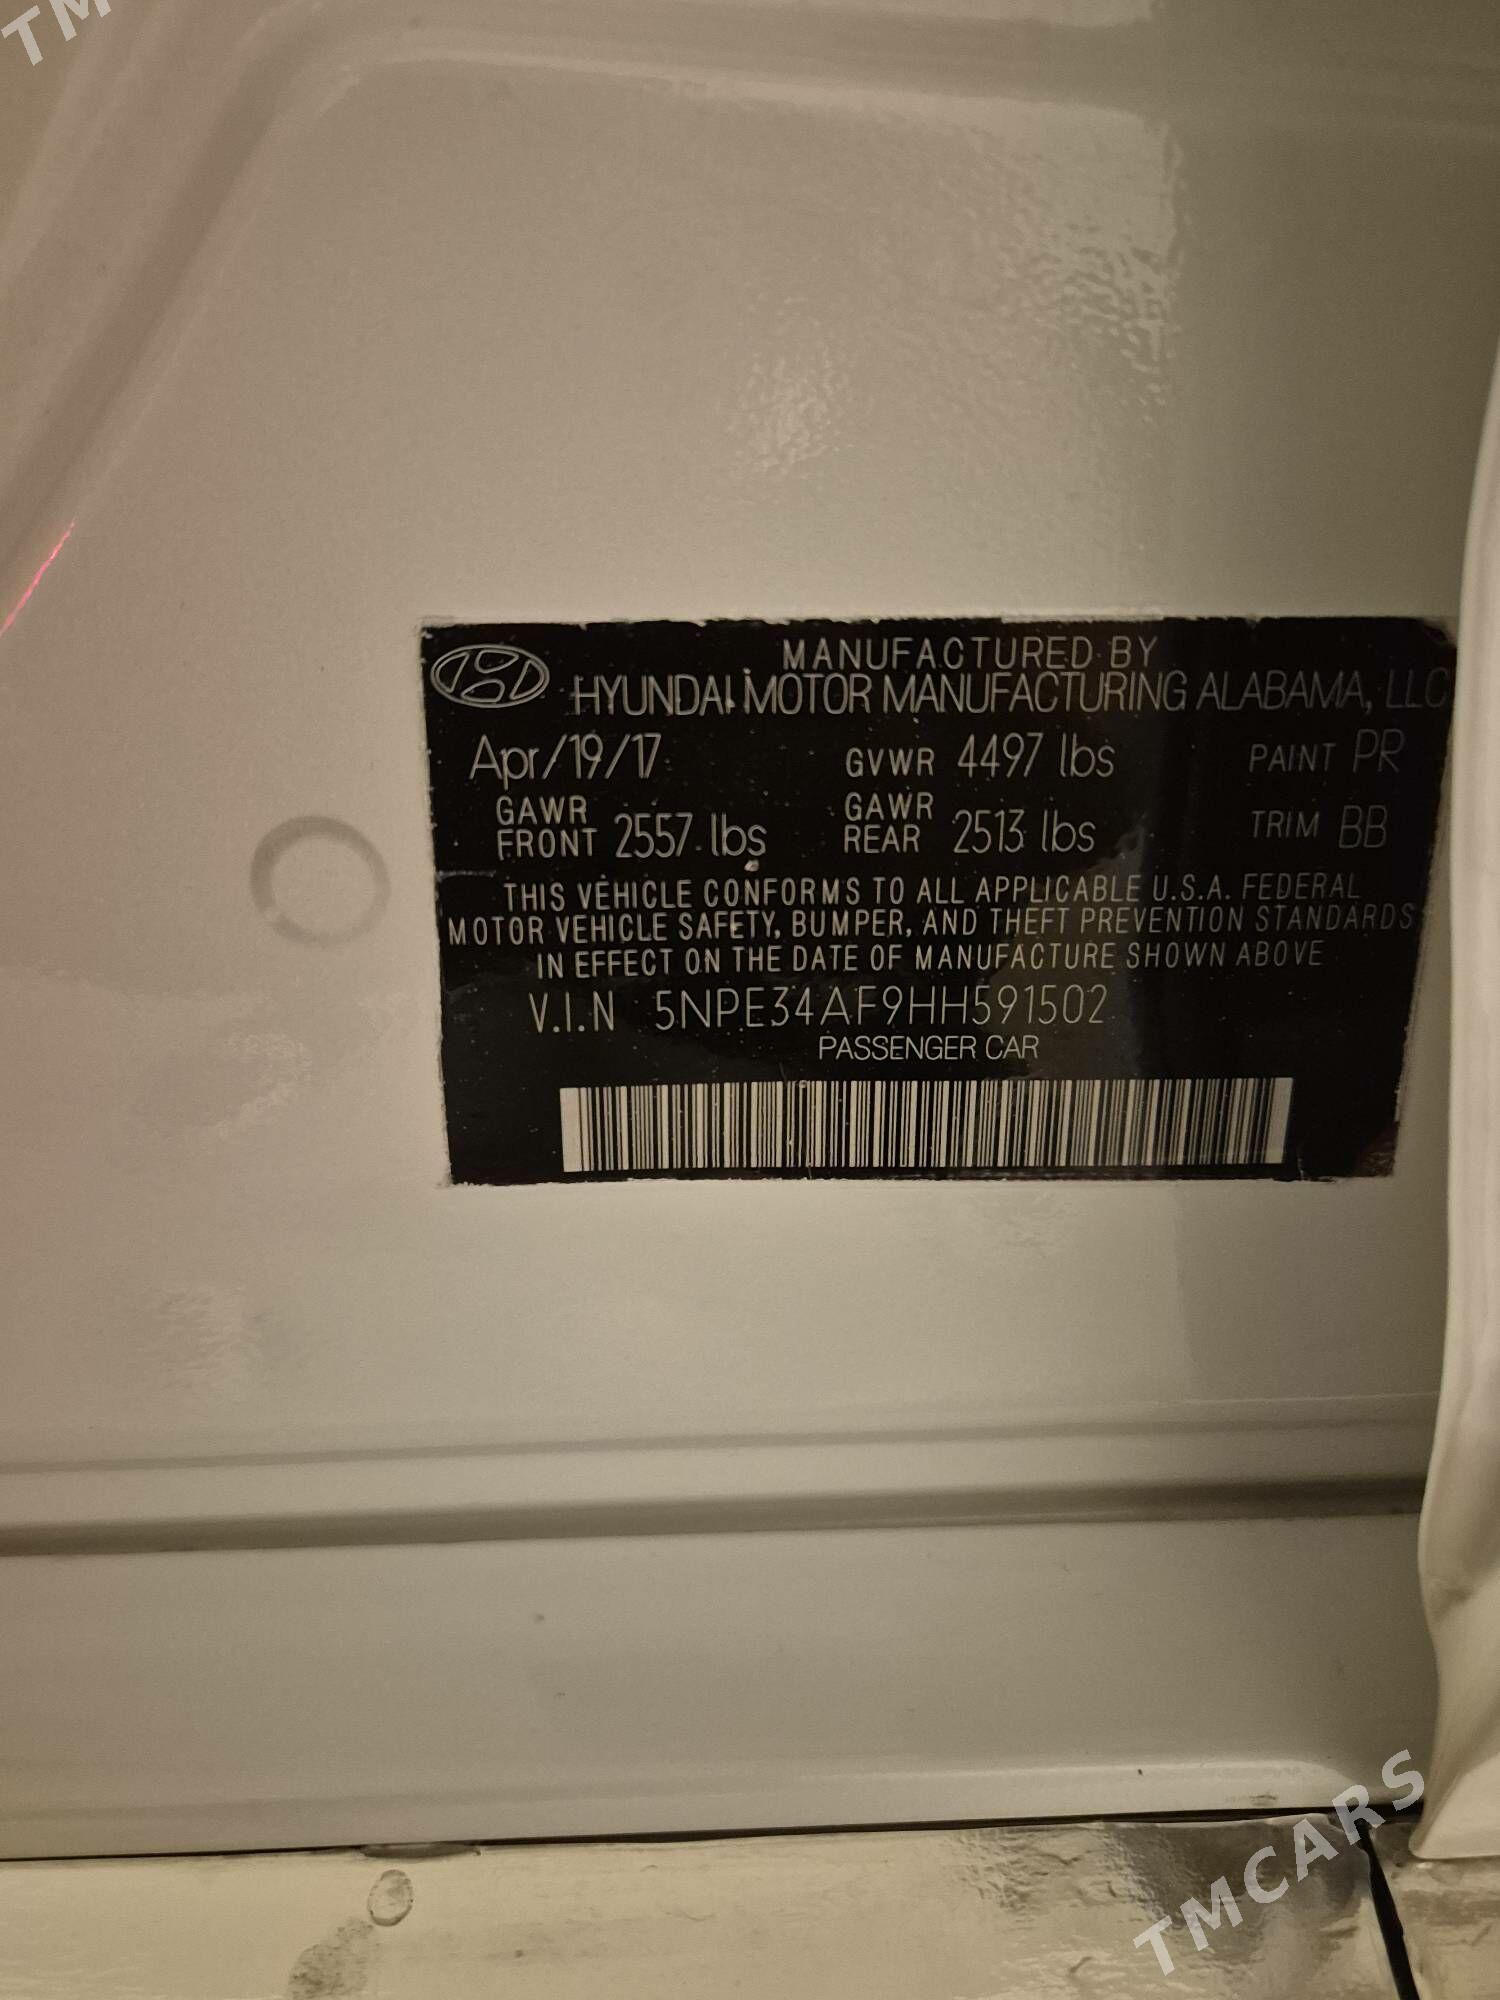 TM
MANUFACTURED BY
HYUNDAI MOTOR MANUFACTURING ALABAMA, LLC
Apr/19/17 GVWR 4497 lbs PAINT PR
GAWR FRONT 2557 lbs GAWR REAR 2513 lbs TRIM BB
THIS VEHICLE CONFORMS TO ALL APPLICABLE U.S.A. FEDERAL
MOTOR VEHICLE SAFETY, BUMPER, AND THEFT PREVENTION STANDARDS
IN EFFECT ON THE DATE OF MANUFACTURE SHOWN ABOVE
V.I.N 5NPE34AF9HH591502
PASSENGER CAR
TMCARS